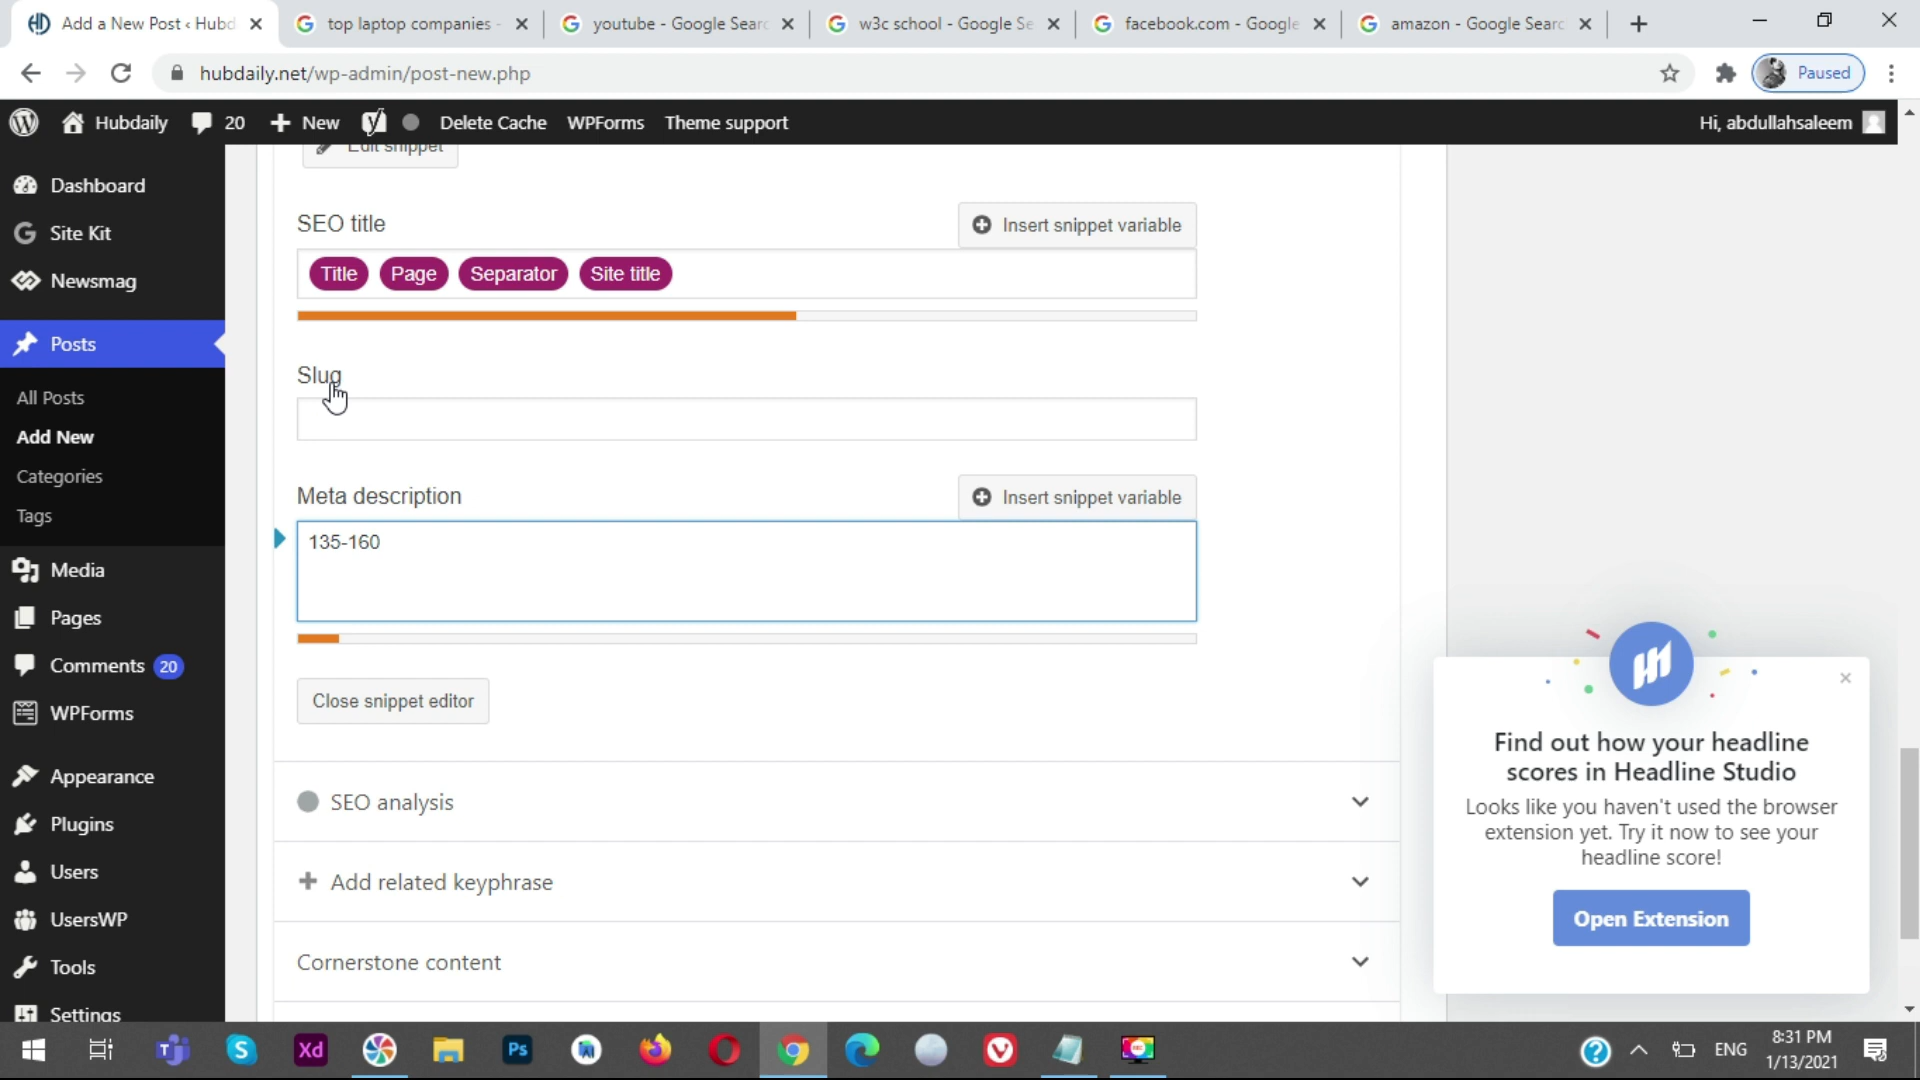 Add a New Post ‹ Hubd
top laptop companies -
youtube - Google Searc
w3c school - Google Se
facebook.com - Google
amazon - Google Searc
hubdaily.net/wp-admin/post-new.php
Paused
Hubdaily
20
New
Delete Cache
WPForms
Theme support
Hi, abdullahsaleem
Edit snippet
Dashboard
Site Kit
Newsmag
Posts
All Posts
Add New
Categories
Tags
Media
Pages
Comments 20
WPForms
Appearance
Plugins
Users
UsersWP
Tools
Settings
SEO title
Insert snippet variable
Title Page Separator Site title
Slug
Meta description
Insert snippet variable
135-160
Close snippet editor
SEO analysis
Add related keyphrase
Cornerstone content
Find out how your headline
scores in Headline Studio
Looks like you haven't used the browser
extension yet. Try it now to see your
headline score!
Open Extension
Xd
Ps
ENG
8:31 PM
1/13/2021